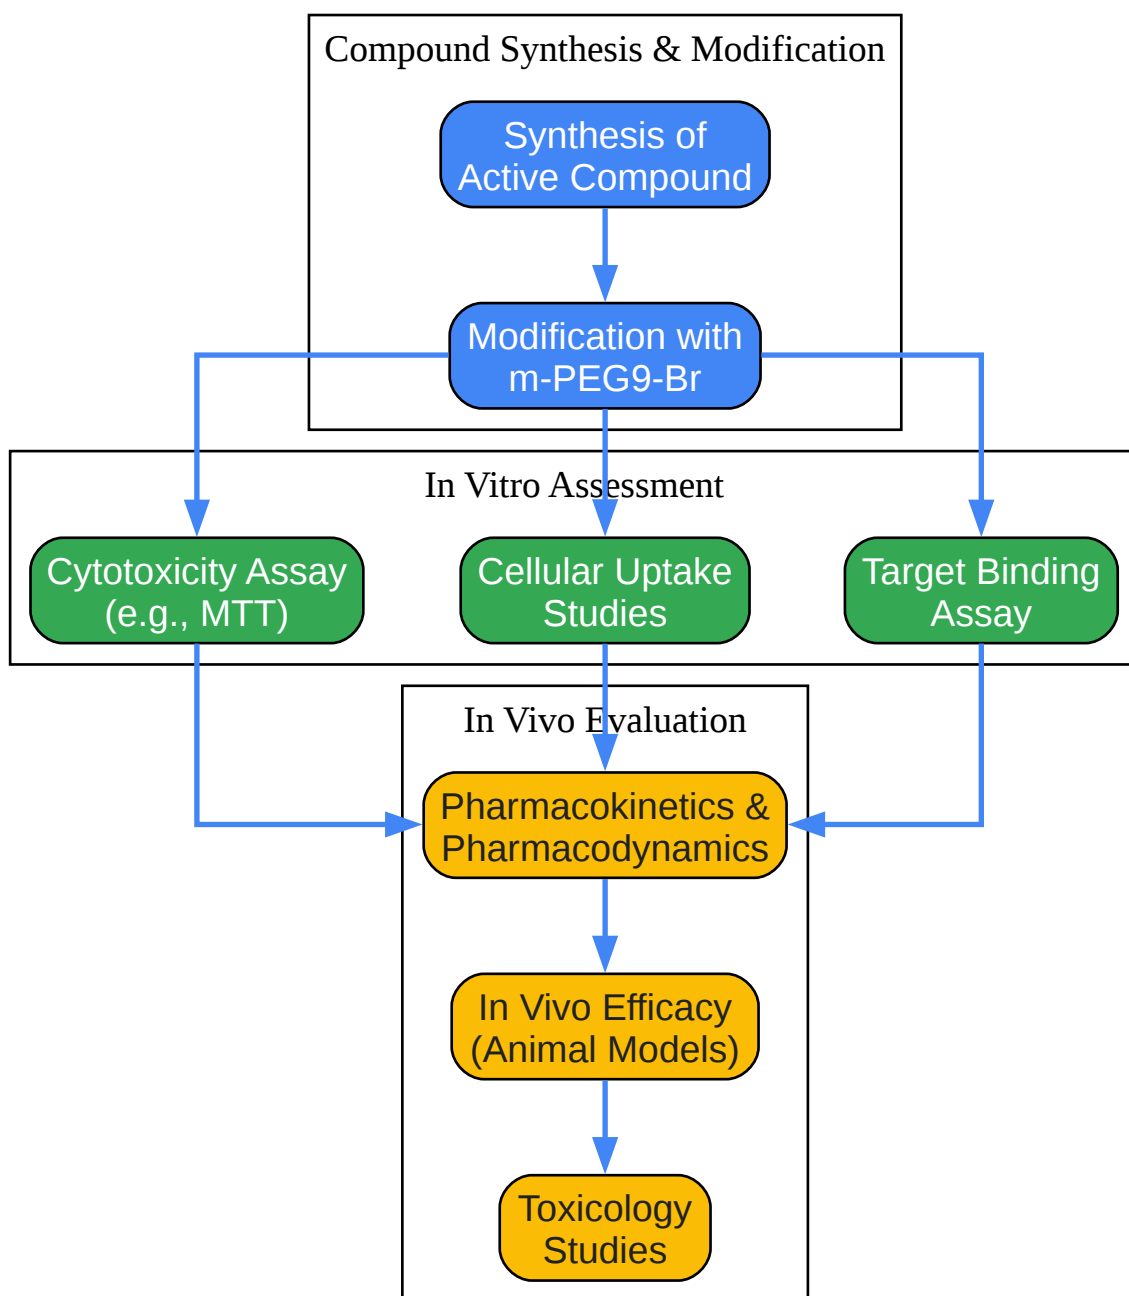 Compound Synthesis & Modification
Synthesis of
Active Compound
Modification with
m-PEG9-Br
In Vitro Assessment
Cytotoxicity Assay
(e.g., MTT)
Cellular Uptake
Studies
Target Binding
Assay
In Vivo Evaluation
Pharmacokinetics &
Pharmacodynamics
In Vivo Efficacy
(Animal Models)
Toxicology
Studies